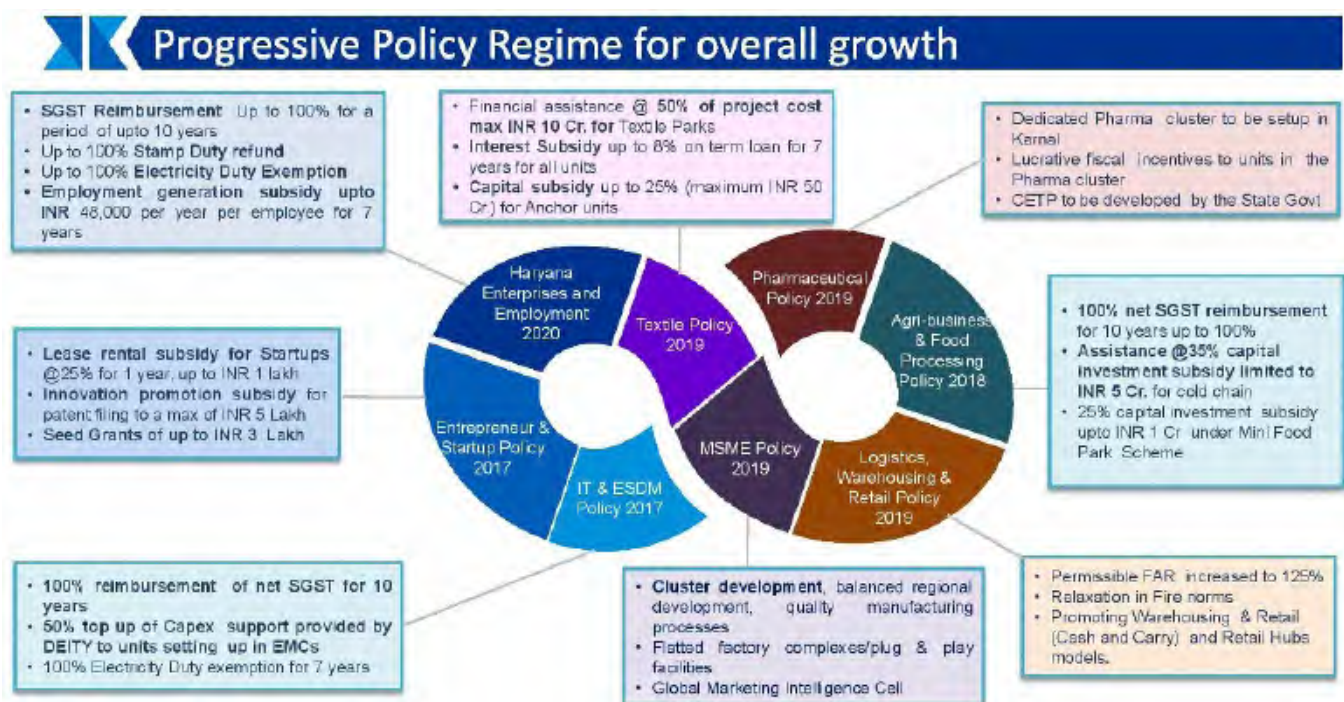 Progressive Policy Regime for overall growth
• SGST Reimbursement Up to 100% for a
period of upto 10 years
• Up to 100% Stamp Duty refund
• Up to 100% Electricity Duty Exemption
• Employment generation subsidy upto
INR 48,000 per year per employee for 7
years
• Financial assistance @ 50% of project cost
max INR 10 Cr. for Textile Parks
• Interest Subsidy up to 8% on term loan for 7
years for all units
• Capital subsidy up to 25% (maximum INR 50
Cr.) for Anchor units
• Dedicated Pharma cluster to be setup in
Karnal
• Lucrative fiscal incentives to units in the
Pharma cluster
• CETP to be developed by the State Govt
Haryana
Enterprises and
Employment
2020
Textile Policy
2019
Pharmaceutical
Policy 2019
Agri-business
& Food
Processing
Policy 2018
• Lease rental subsidy for Startups
@25% for 1 year, up to INR 1 lakh
• Innovation promotion subsidy for
patent filing to a max of INR 5 Lakh
• Seed Grants of up to INR 3 Lakh
Entrepreneur &
Startup Policy
2017
IT & ESDM
Policy 2017
MSME Policy
2019
Logistics,
Warehousing &
Retail Policy
2019
• 100% net SGST reimbursement
for 10 years up to 100%
• Assistance @35% capital
investment subsidy limited to
INR 5 Cr. for cold chain
• 25% capital investment subsidy
upto INR 1 Cr under Mini Food
Park Scheme
• 100% reimbursement of net SGST for 10
years
• 50% top up of Capex support provided by
DEITY to units setting up in EMCs
• 100% Electricity Duty exemption for 7 years
• Cluster development, balanced regional
development, quality manufacturing
processes
• Flatted factory complexes/plug & play
facilities
• Global Marketing Intelligence Cell
• Permissible FAR increased to 125%
• Relaxation in Fire norms
• Promoting Warehousing & Retail
(Cash and Carry) and Retail Hubs
models.